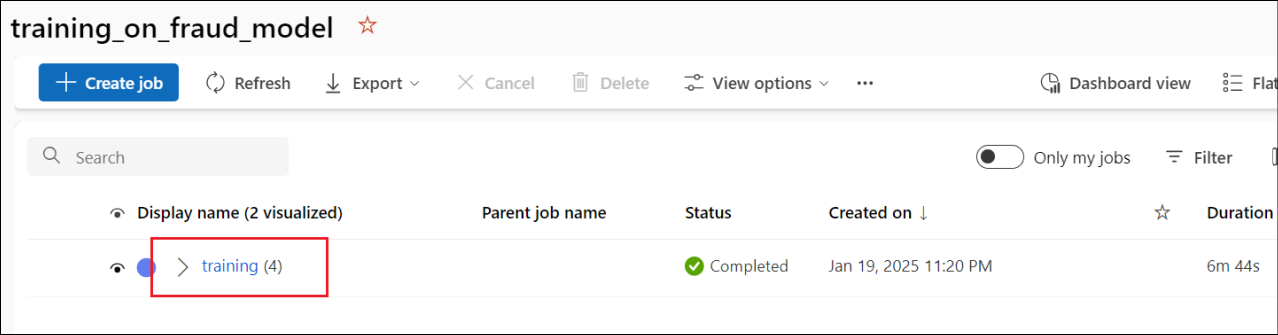 training_on_fraud_model
Create job Refresh Export Cancel Delete View options ... Dashboard view
Search Only my jobs Filter
Display name (2 visualized) Parent job name Status Created on ↓ Duration
training (4) Completed Jan 19, 2025 11:20 PM 6m 44s